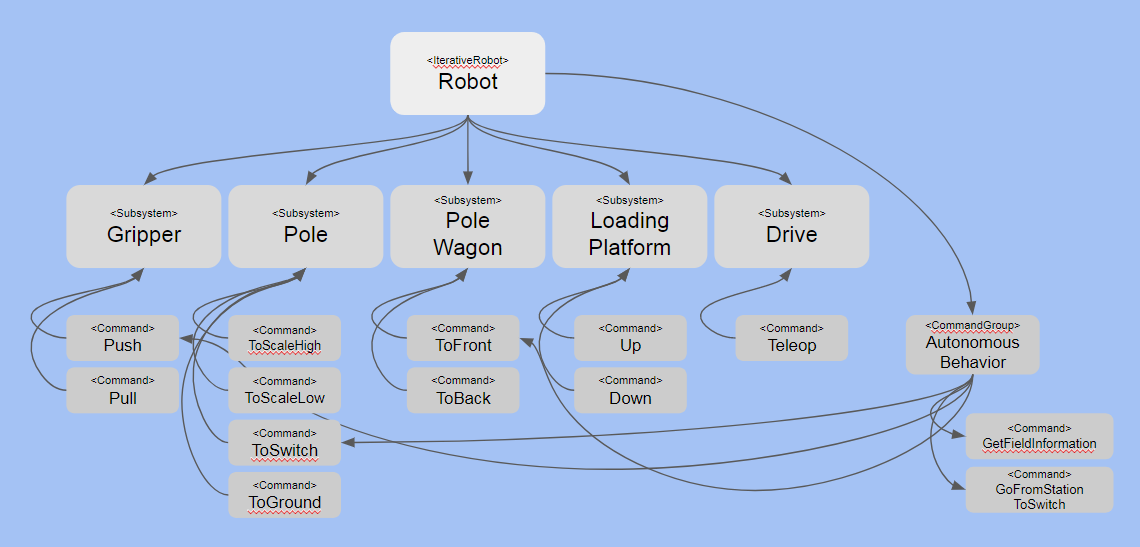 <IterativeRobot>
Robot
<Subsystem>
Gripper
<Subsystem>
Pole
<Subsystem>
Pole
Wagon
<Subsystem>
Loading
Platform
<Subsystem>
Drive
<Command>
Push
<Command>
ToScaleHigh
<Command>
ToFront
<Command>
Up
<Command>
Teleop
<CommandGroup>
Autonomous
Behavior
<Command>
Pull
<Command>
ToScaleLow
<Command>
ToBack
<Command>
Down
<Command>
ToSwitch
<Command>
GetFieldInformation
<Command>
ToGround
<Command>
GoFromStation
ToSwitch